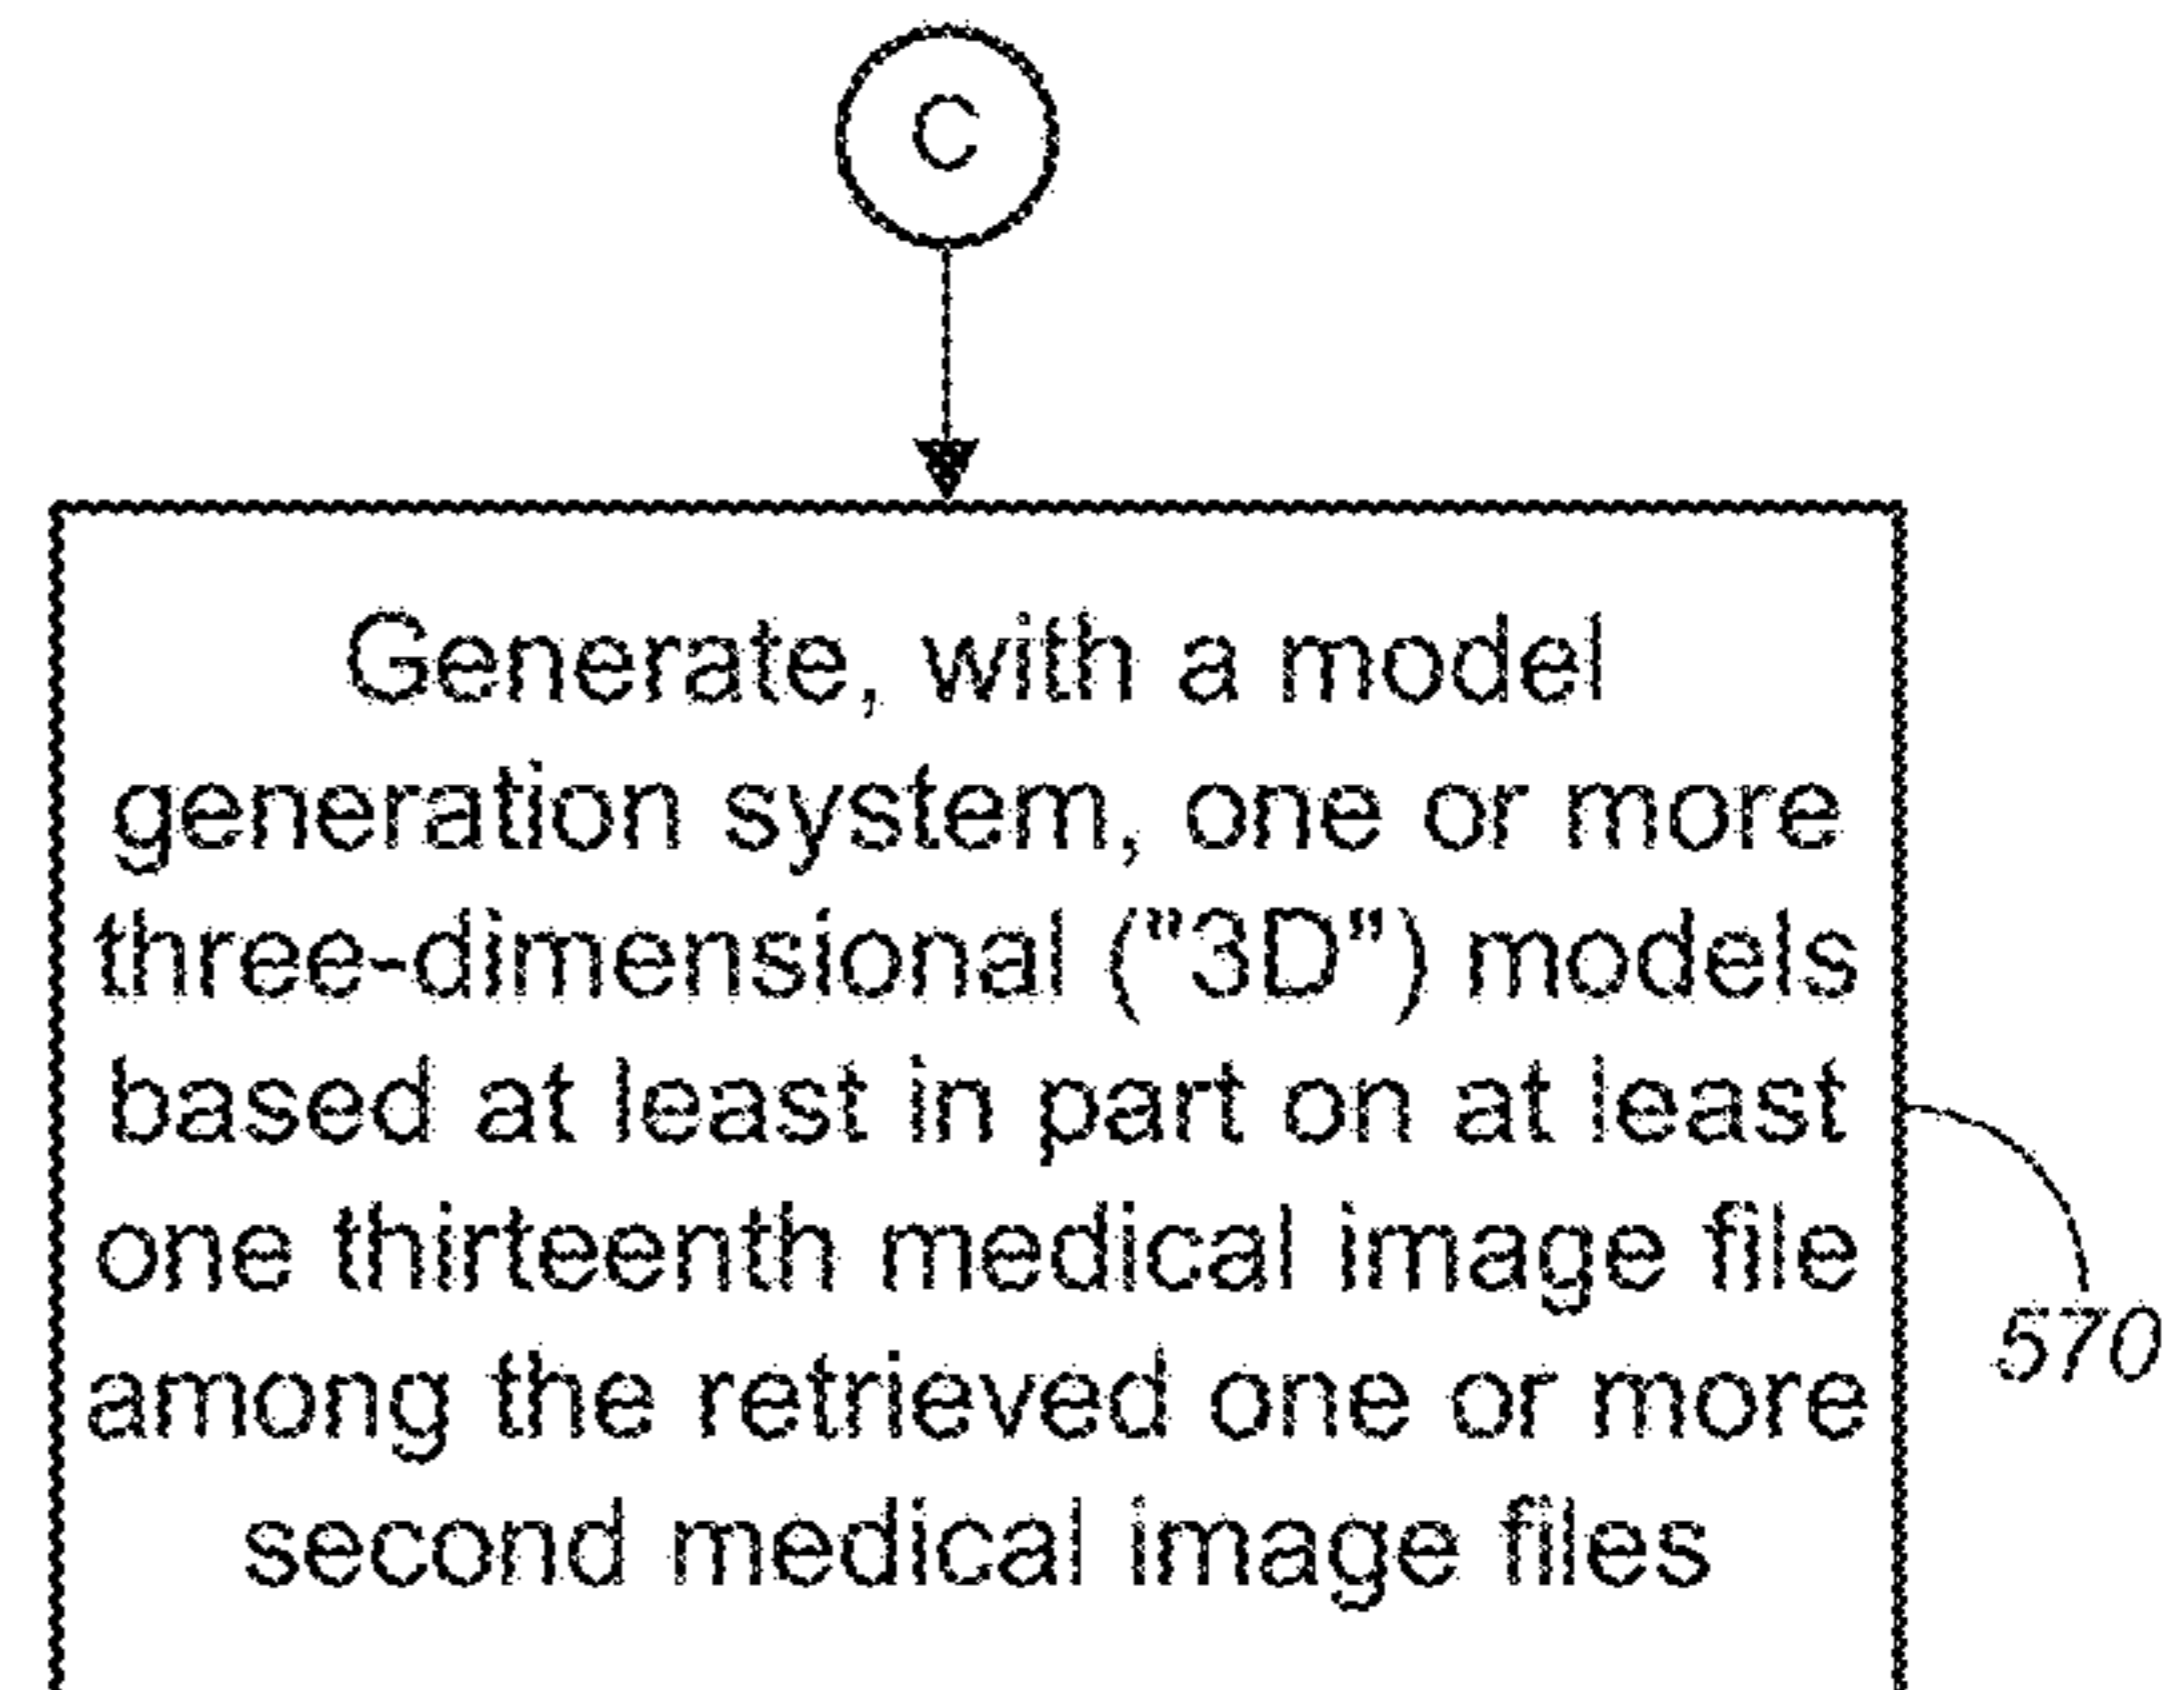 C
Generate, with a model
generation system, one or more
three-dimensional ("3D") models
based at least in part on at least
one thirteenth medical image file
among the retrieved one or more
second medical image files
570